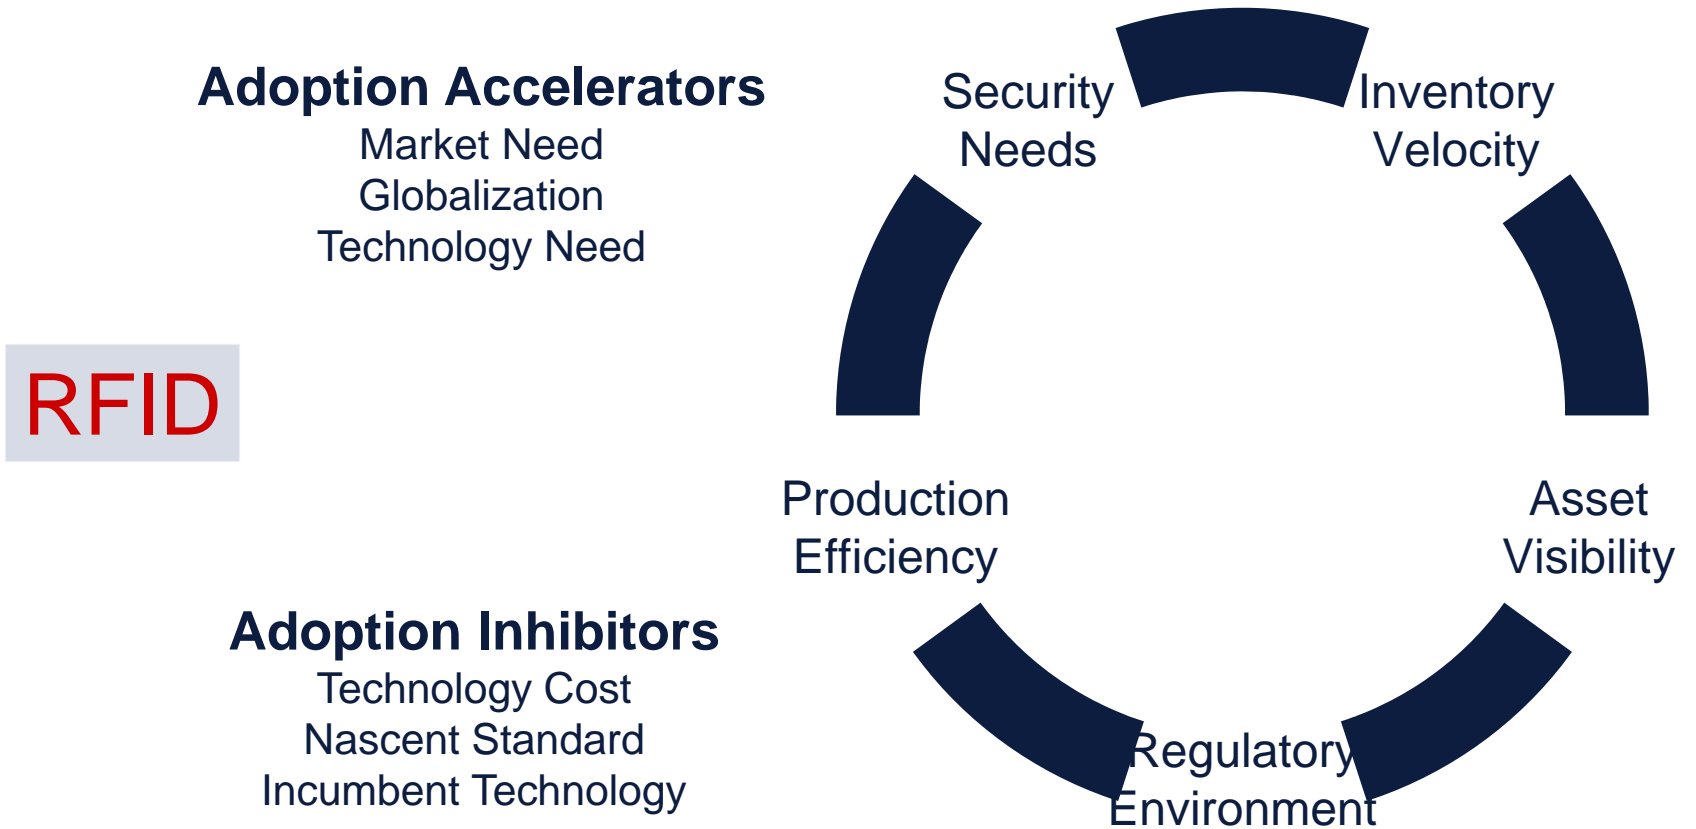 Adoption Accelerators
Market Need
Globalization
Technology Need
RFID
Adoption Inhibitors
Technology Cost
Nascent Standard
Incumbent Technology
Security
Needs
Inventory
Velocity
Production
Efficiency
Asset
Visibility
Regulatory
Environment